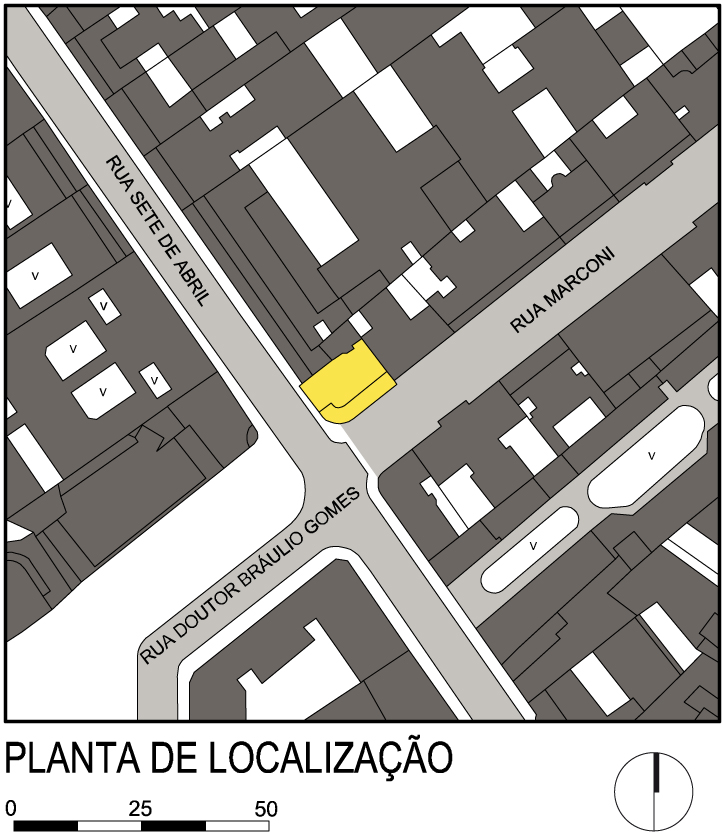 RUA SETE DE ABRIL
RUA MARCONI
V
V
V
V
V
V
V
V
RUA DOUTOR BRÁULIO GOMES
PLANTA DE LOCALIZAÇÃO
0 25 50